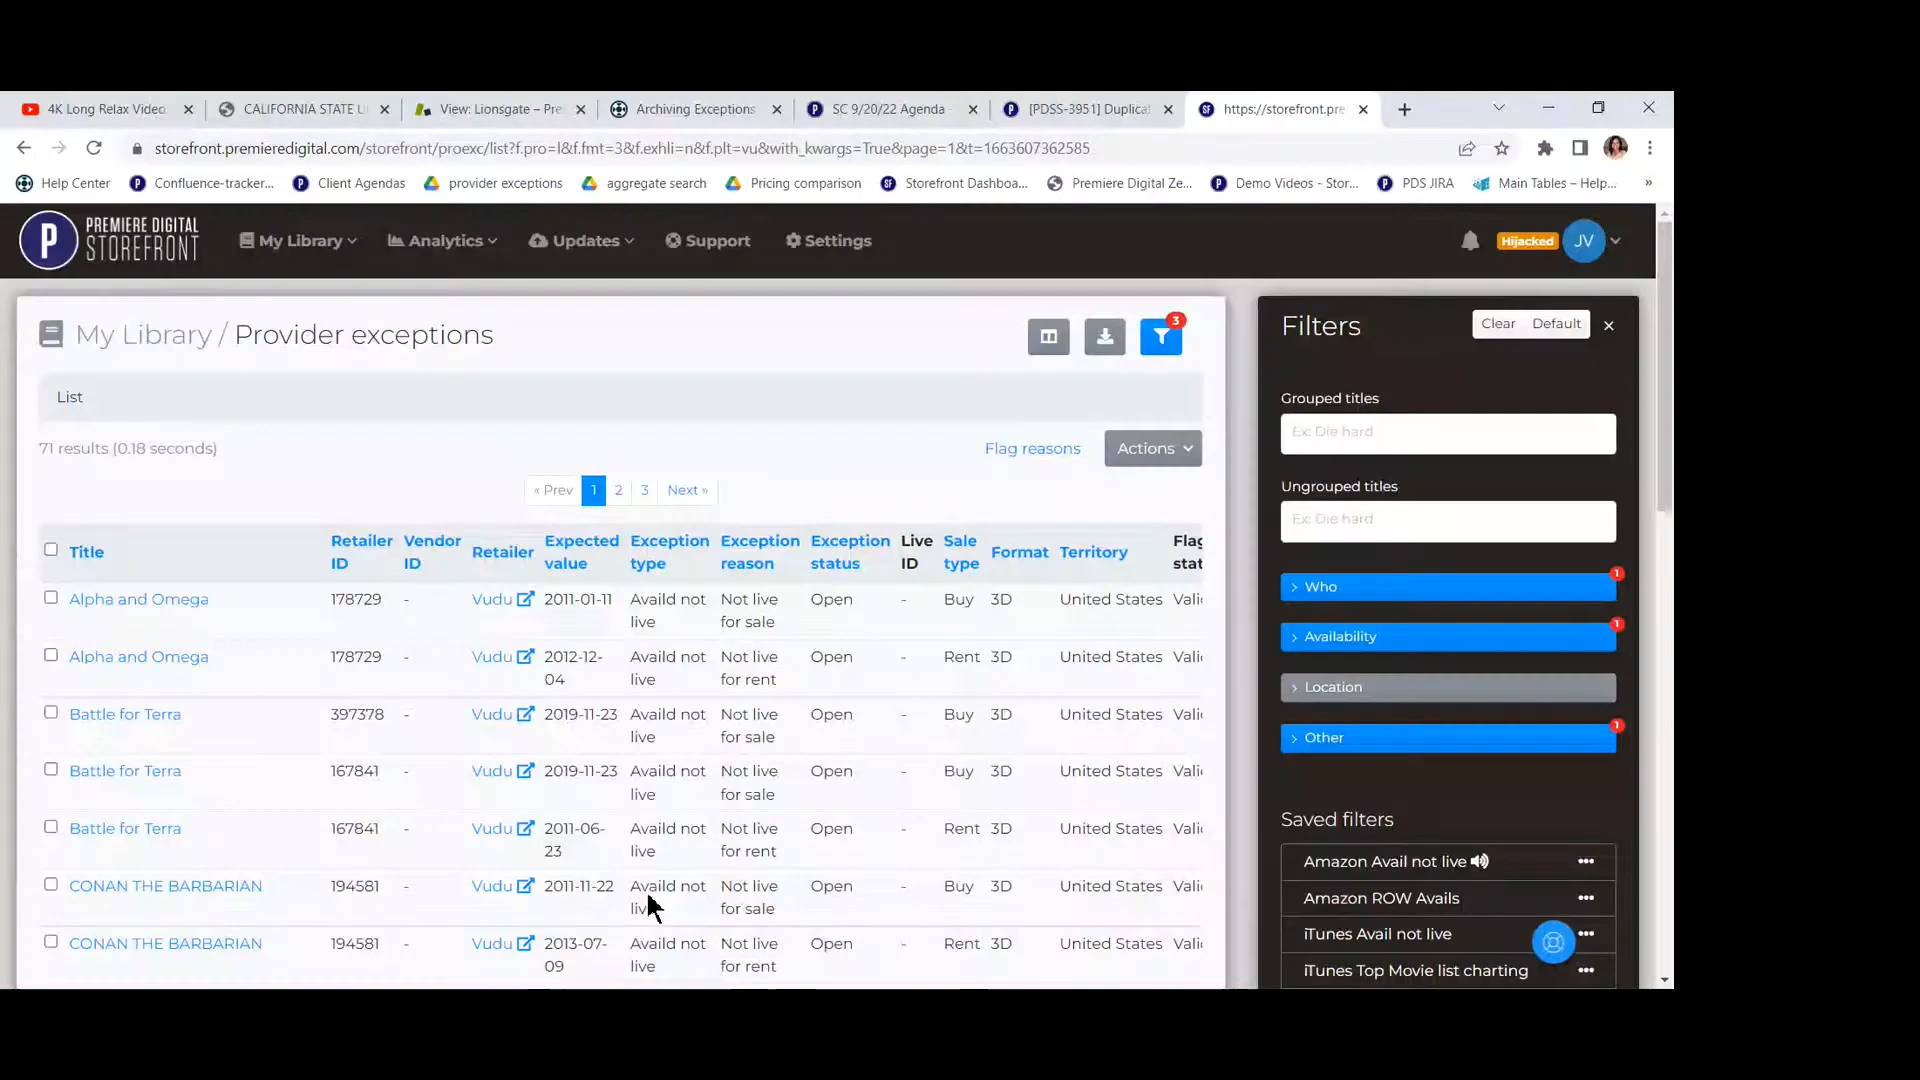 4K Long Relax Video
CALIFORNIA STATE U
View: Lionsgate – Pre
Archiving Exceptions
SC 9/20/22 Agenda -
[PDSS-3951] Duplica
https://storefront.pre
storefront.premieredigital.com/storefront/proexc/list?f.pro=l&f.fmt=3&f.exhli=n&f.plt=vu&with_kwargs=True&page=1&t=1663607362585
Help Center
Confluence-tracker...
Client Agendas
provider exceptions
aggregate search
Pricing comparison
Storefront Dashboa...
Premiere Digital Ze...
Demo Videos - Stor...
PDS JIRA
Main Tables – Help...
»
P PREMIERE DIGITAL
STOREFRONT
My Library
Analytics
Updates
Support
Settings
Hijacked
JV
My Library / Provider exceptions
3
List
71 results (0.18 seconds)
Flag reasons
Actions
« Prev 1 2 3 Next »
Title
Retailer ID
Vendor ID
Retailer
Expected value
Exception type
Exception reason
Exception status
Live ID
Sale type
Format
Territory
Flag
stat
Alpha and Omega 178729 - Vudu 2011-01-11 Availd not Not live Open - Buy 3D United States Vali
live for sale
Alpha and Omega 178729 - Vudu 2012-12- Availd not Not live Open - Rent 3D United States Vali
04 live for rent
Battle for Terra 397378 - Vudu 2019-11-23 Availd not Not live Open - Buy 3D United States Vali
live for sale
Battle for Terra 167841 - Vudu 2019-11-23 Availd not Not live Open - Buy 3D United States Vali
live for sale
Battle for Terra 167841 - Vudu 2011-06- Availd not Not live Open - Rent 3D United States Vali
23 live for rent
CONAN THE BARBARIAN 194581 - Vudu 2011-11-22 Availd not Not live Open - Buy 3D United States Vali
liv for sale
CONAN THE BARBARIAN 194581 - Vudu 2013-07- Availd not Not live Open - Rent 3D United States Vali
09 live for rent
Filters
Clear Default
Grouped titles
Ex: Die hard
Ungrouped titles
Ex: Die hard
Who 1
Availability 1
Location
Other 1
Saved filters
Amazon Avail not live
Amazon ROW Avails
iTunes Avail not live
iTunes Top Movie list charting